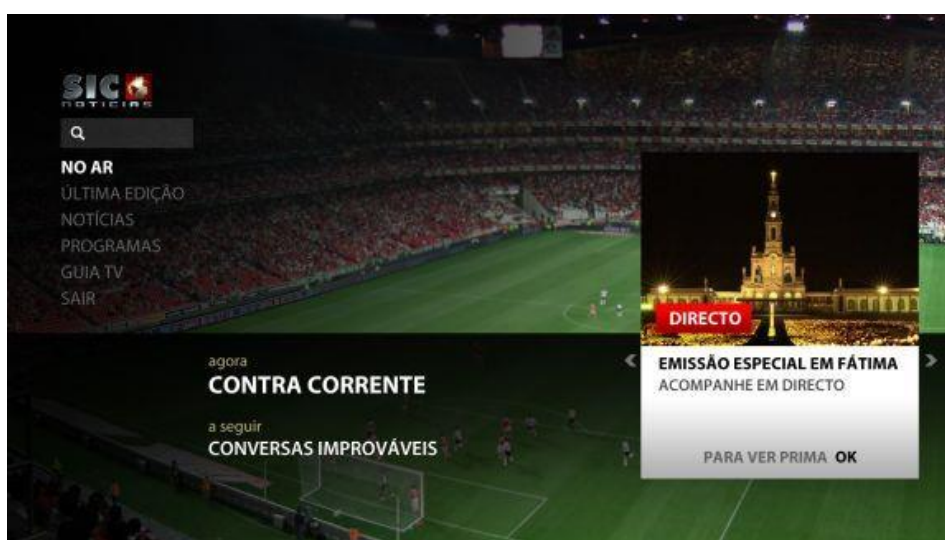 SIC
NOTÍCIAS
NO AR
ÚLTIMA EDIÇÃO
NOTÍCIAS
PROGRAMAS
GUIA TV
SAIR
agora
CONTRA CORRENTE
a seguir
CONVERSAS IMPROVÁVEIS
DIRECTO
EMISSÃO ESPECIAL EM FÁTIMA
ACOMPANHE EM DIRECTO
PARA VER PRIMA OK